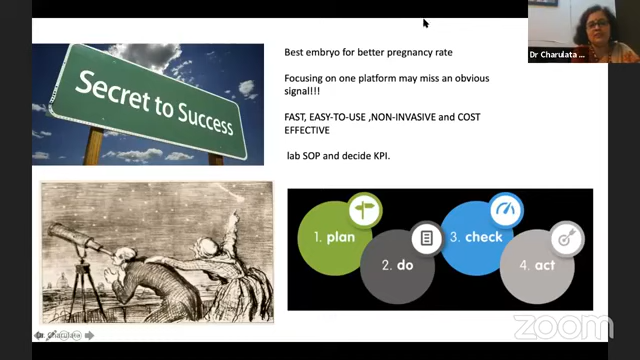 Best embryo for better pregnancy rate
Focusing on one platform may miss an obvious
signal!!!
FAST, EASY-TO-USE ,NON-INVASIVE and COST
EFFECTIVE
lab SOP and decide KPI.
Secret to Success
1. plan
2. do
3. check
4. act
Dr Charulata ...
Dr. Charulata
zoom